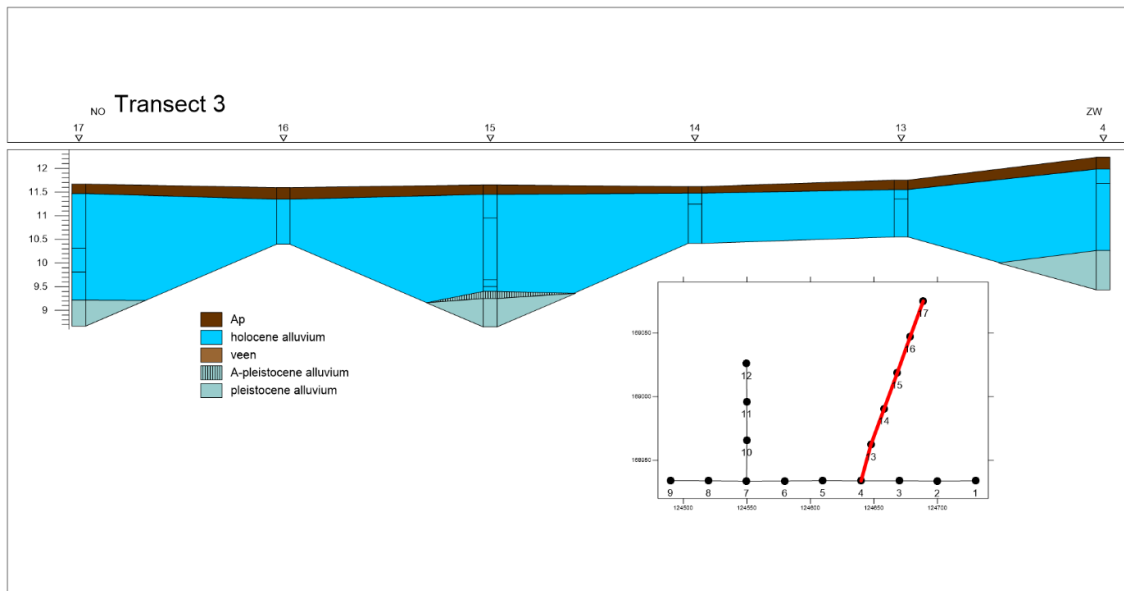 NO Transect 3 ZW
17 16 15 14 13 4
12
11.5
11
10.5
10
9.5
9
Ap
holocene alluvium
veen
A-pleistocene alluvium
pleistocene alluvium
17
16
15
14
13
12
11
10
9 8 7 6 5 4 3 2 1
124500 124550 124600 124650 124700